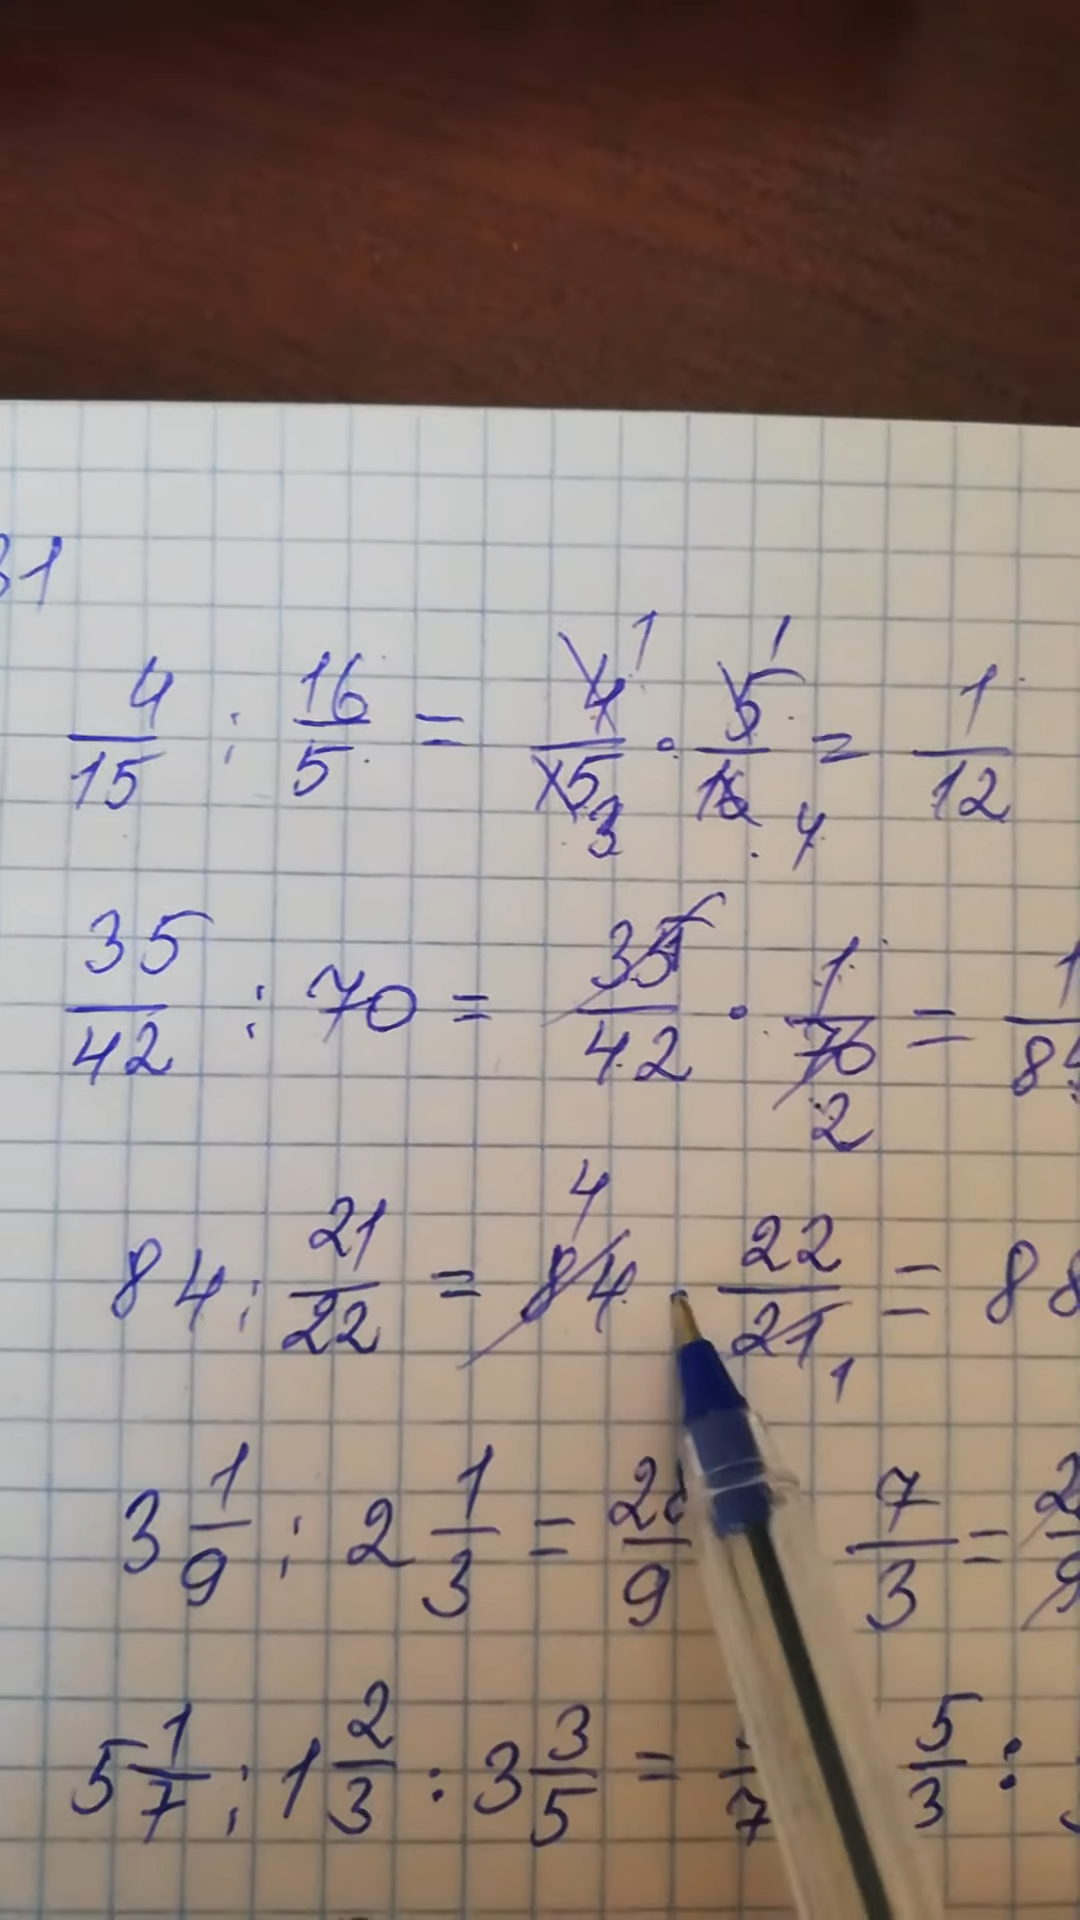 31
4/15 : 16/5 = 4/15 · 5/16 = 1/12
35/42 : 70 = 35/42 · 1/70 = 1/84
84 : 21/22 = 84 · 22/21 = 88
3 1/9 : 2 1/3 = 28/9 7/3 =
5 1/7 : 1 2/3 : 3 3/5 = /7 5/3 :